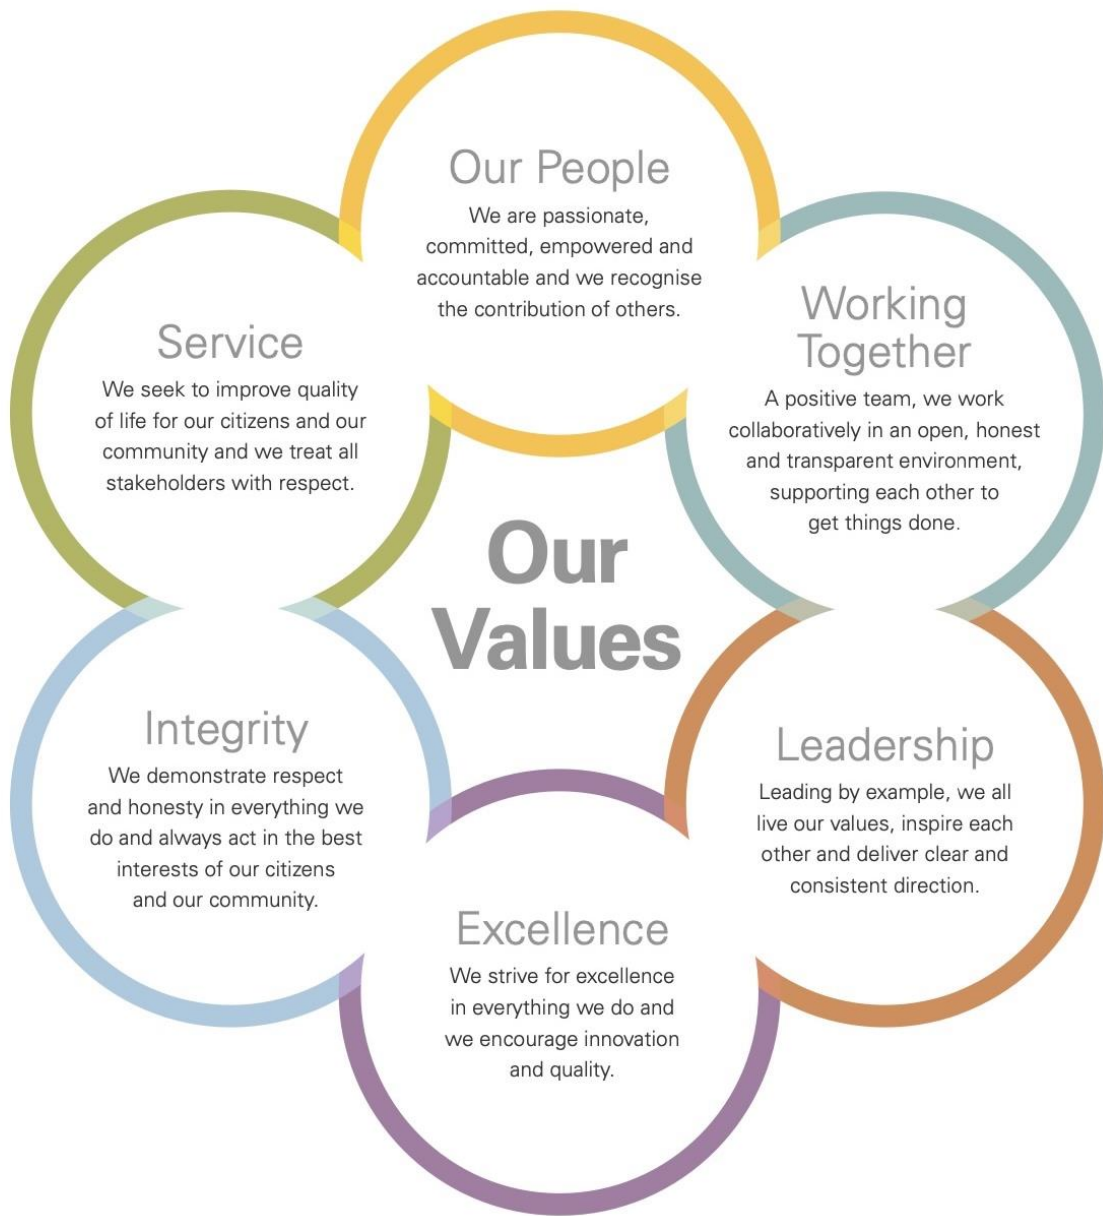 Our People
We are passionate,
committed, empowered and
accountable and we recognise
the contribution of others.
Working
Together
A positive team, we work
collaboratively in an open, honest
and transparent environment,
supporting each other to
get things done.
Leadership
Leading by example, we all
live our values, inspire each
other and deliver clear and
consistent direction.
Excellence
We strive for excellence
in everything we do and
we encourage innovation
and quality.
Integrity
We demonstrate respect
and honesty in everything we
do and always act in the best
interests of our citizens
and our community.
Service
We seek to improve quality
of life for our citizens and our
community and we treat all
stakeholders with respect.
Our
Values